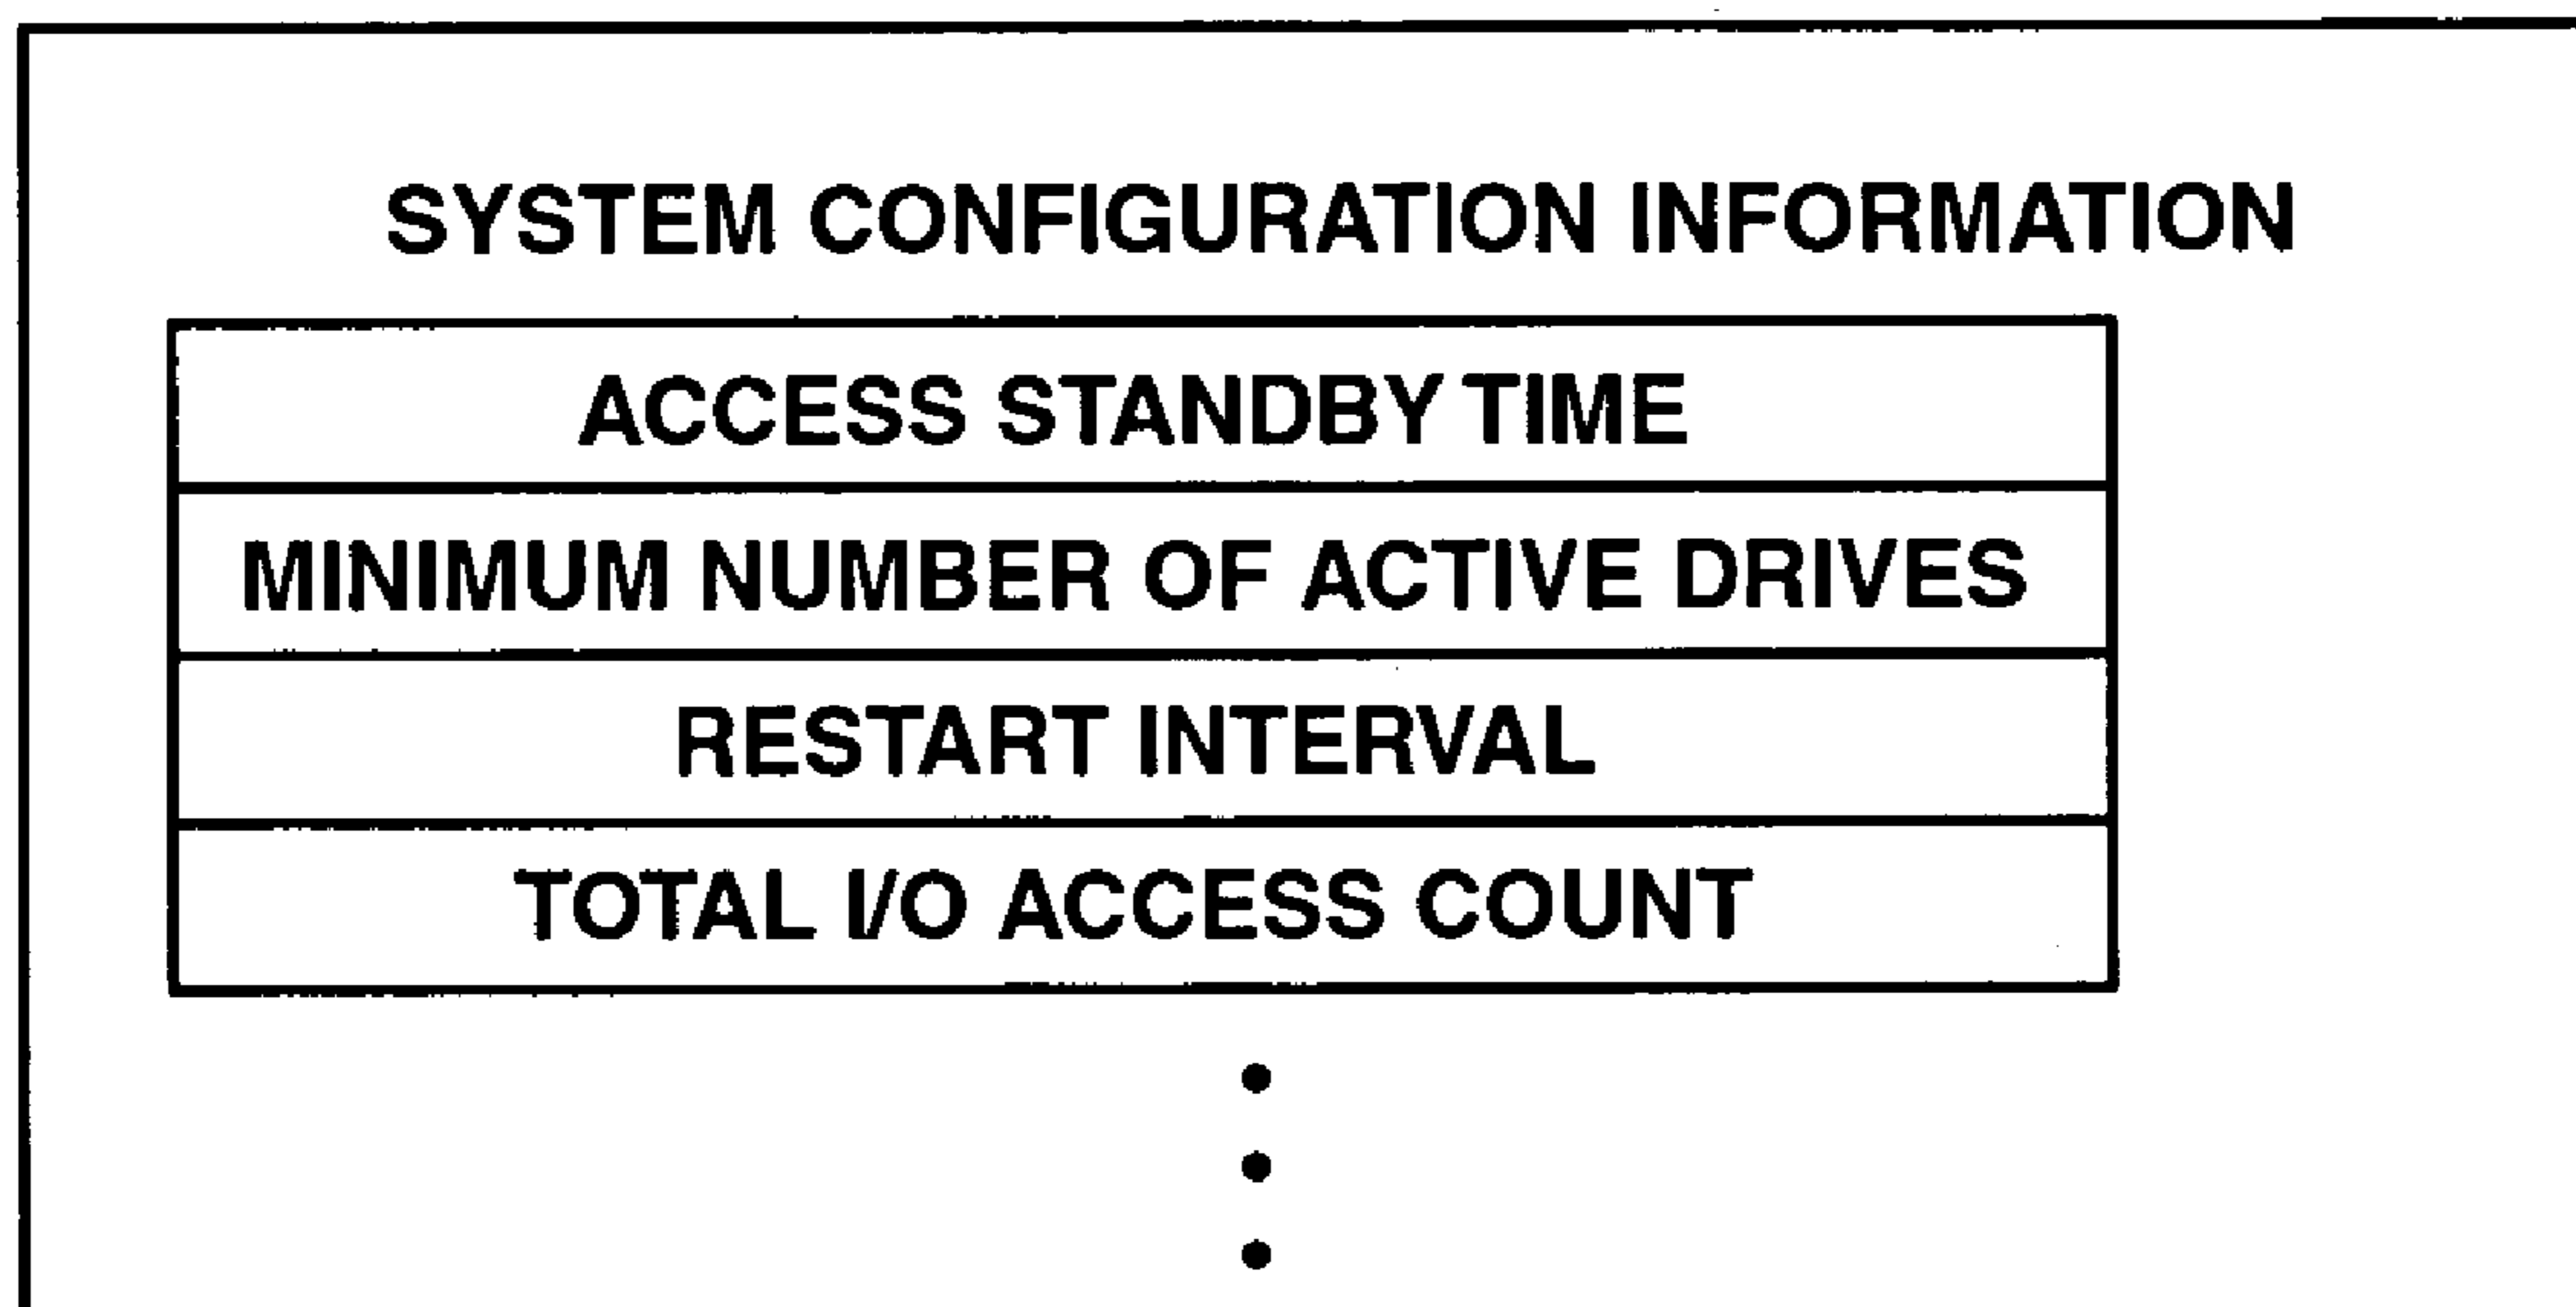 SYSTEM CONFIGURATION INFORMATION
ACCESS STANDBY TIME
MINIMUM NUMBER OF ACTIVE DRIVES
RESTART INTERVAL
TOTAL I/O ACCESS COUNT